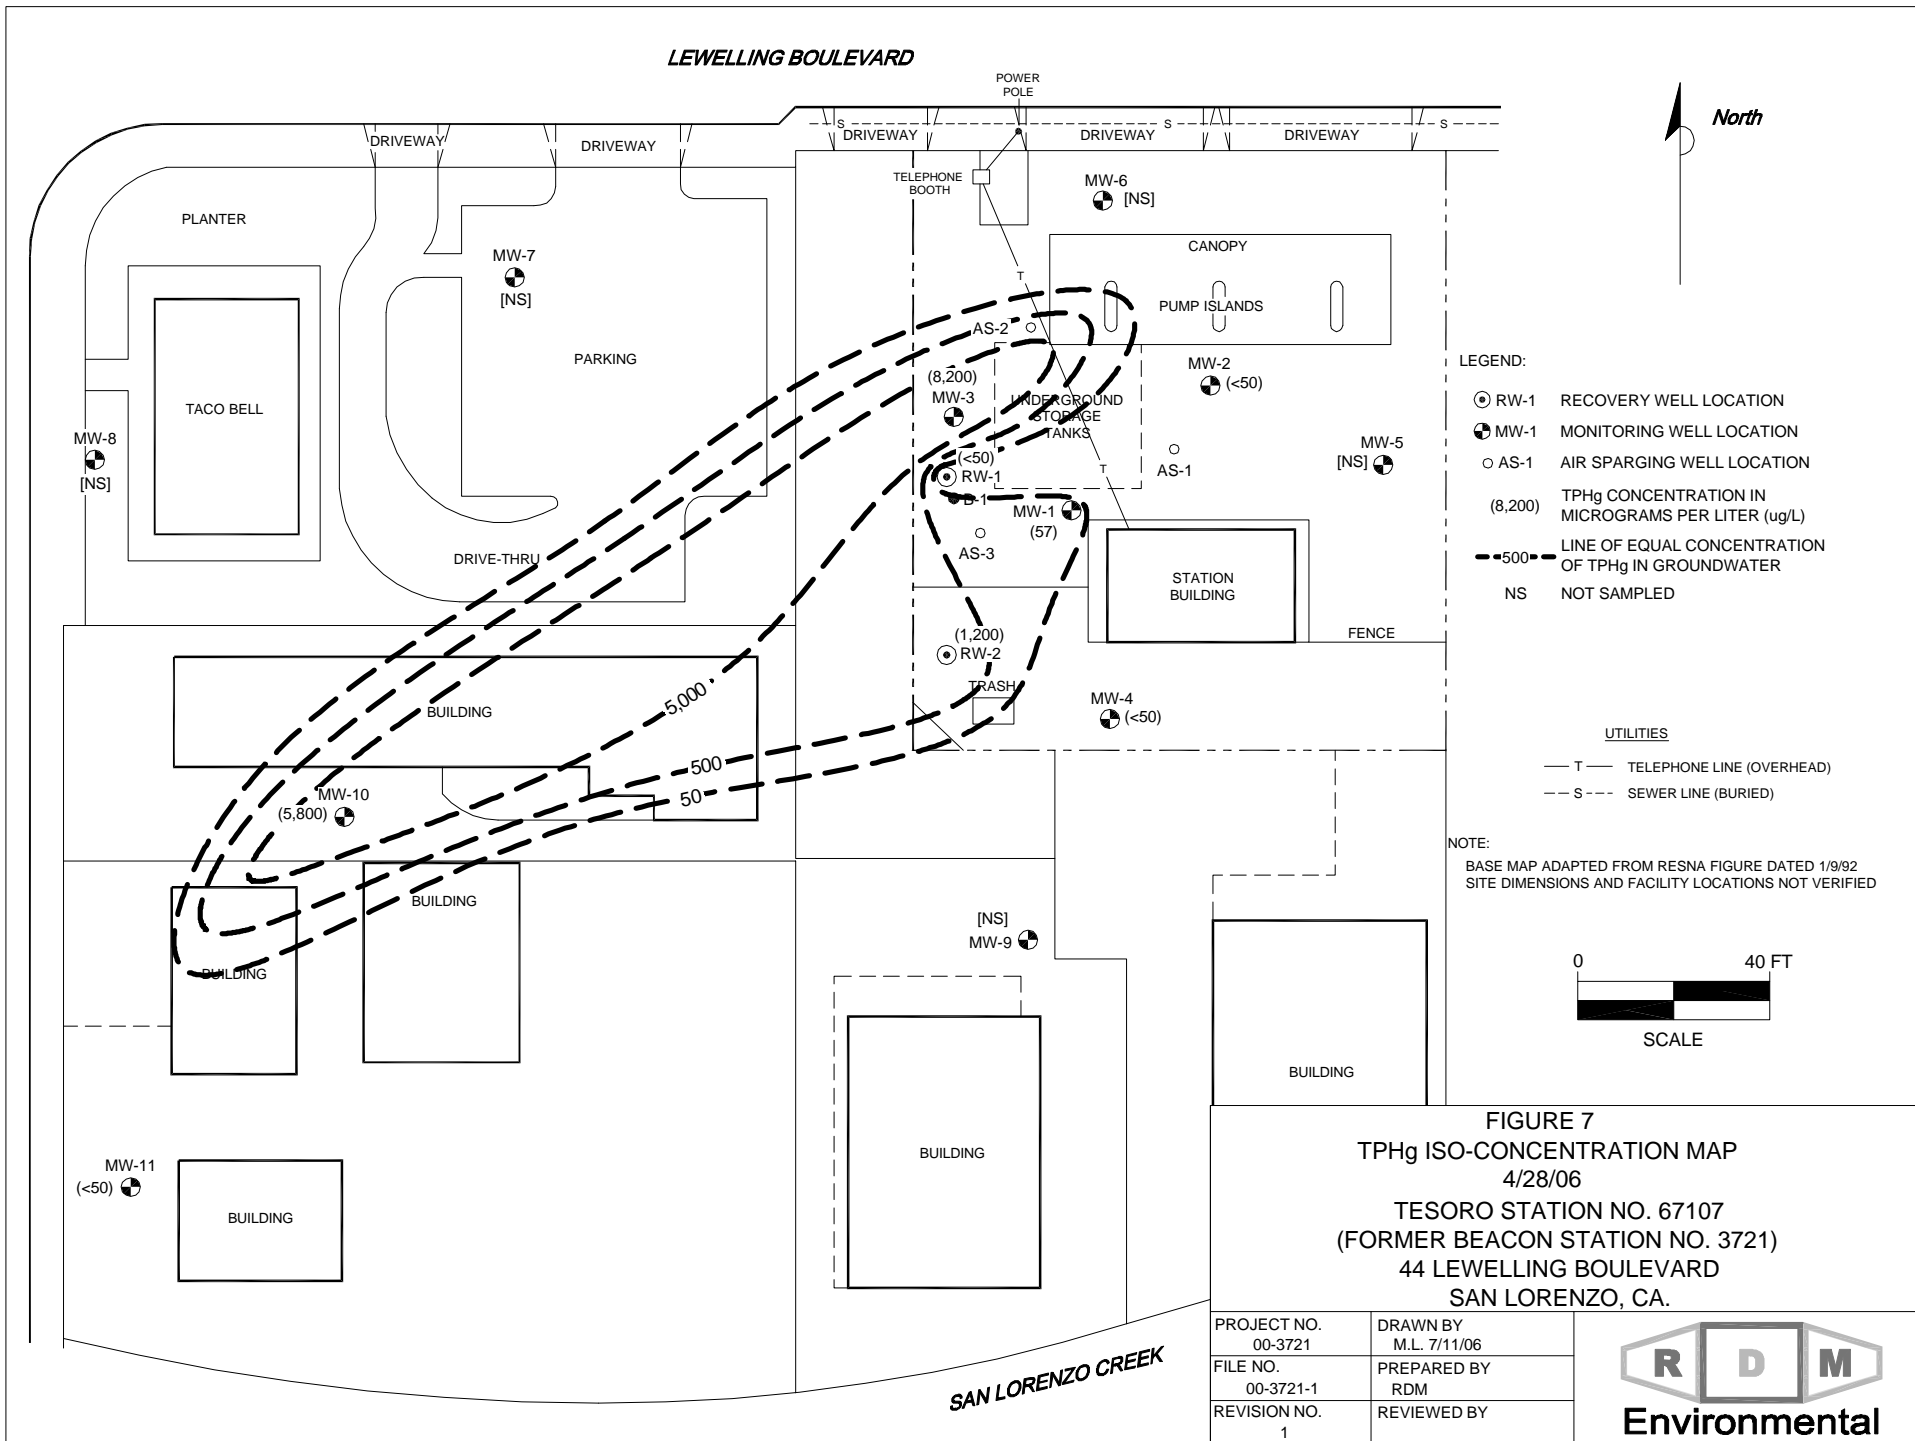 LEWELLING BOULEVARD
POWER
POLE
North
S
DRIVEWAY
DRIVEWAY
DRIVEWAY
S
DRIVEWAY
DRIVEWAY
S
TELEPHONE
BOOTH
MW-6
[NS]
PLANTER
CANOPY
MW-7
[NS]
T
PUMP ISLANDS
AS-2
PARKING
MW-2
(<50)
LEGEND:
(8,200)
MW-3
UNDERGROUND
STORAGE
TANKS
TACO BELL
RW-1 RECOVERY WELL LOCATION
MW-1 MONITORING WELL LOCATION
AS-1 AIR SPARGING WELL LOCATION
(8,200) TPHg CONCENTRATION IN
MICROGRAMS PER LITER (ug/L)
500 LINE OF EQUAL CONCENTRATION
OF TPHg IN GROUNDWATER
NS NOT SAMPLED
MW-8
[NS]
MW-5
[NS]
(<50)
RW-1
T
AS-1
B-1
MW-1
(57)
AS-3
DRIVE-THRU
STATION
BUILDING
FENCE
(1,200)
RW-2
TRASH
MW-4
(<50)
5,000
BUILDING
500
50
MW-10
(5,800)
UTILITIES
T TELEPHONE LINE (OVERHEAD)
S SEWER LINE (BURIED)
NOTE:
BASE MAP ADAPTED FROM RESNA FIGURE DATED 1/9/92
SITE DIMENSIONS AND FACILITY LOCATIONS NOT VERIFIED
BUILDING
BUILDING
[NS]
MW-9
0 40 FT
SCALE
BUILDING
BUILDING
MW-11
(<50)
BUILDING
SAN LORENZO CREEK
FIGURE 7
TPHg ISO-CONCENTRATION MAP
4/28/06
TESORO STATION NO. 67107
(FORMER BEACON STATION NO. 3721)
44 LEWELLING BOULEVARD
SAN LORENZO, CA.
PROJECT NO.
00-3721
DRAWN BY
M.L. 7/11/06
FILE NO.
00-3721-1
PREPARED BY
RDM
REVISION NO.
1
REVIEWED BY
R D M
Environmental